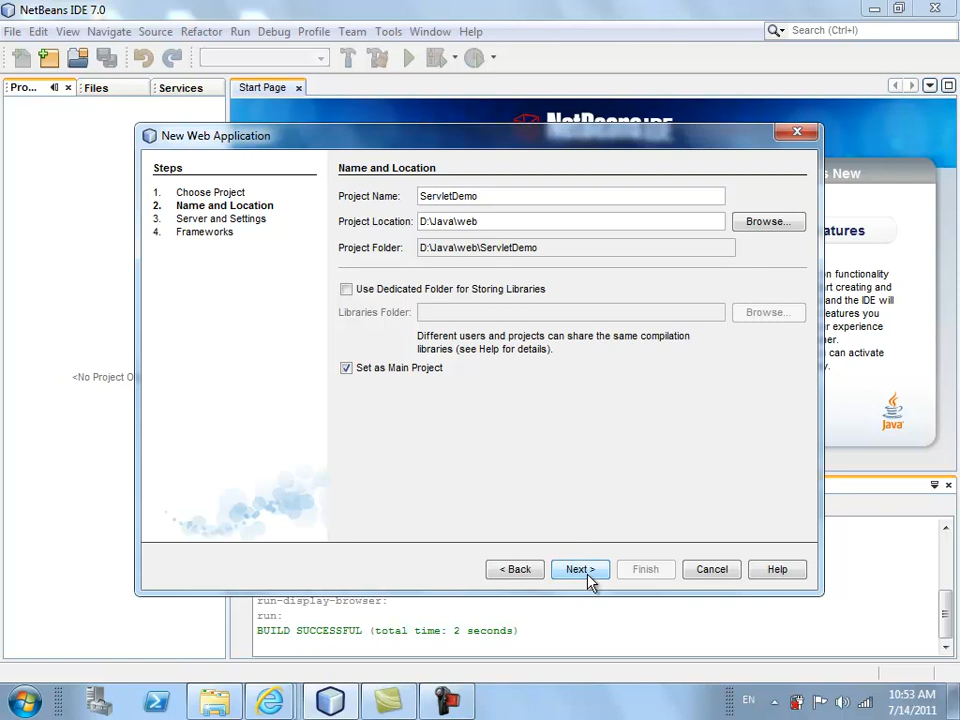 NetBeans IDE 7.0
File Edit View Navigate Source Refactor Run Debug Profile Team Tools Window Help
Search (Ctrl+I)
Pro... Files Services Start Page
NetBeans IDE
New Web Application
Steps
1. Choose Project
2. Name and Location
3. Server and Settings
4. Frameworks
Name and Location
Project Name: ServletDemo
Project Location: D:\Java\web Browse...
Project Folder: D:\Java\web\ServletDemo
Use Dedicated Folder for Storing Libraries
Libraries Folder: Browse...
Different users and projects can share the same compilation
libraries (see Help for details).
Set as Main Project
< Back Next > Finish Cancel Help
<No Project O
New
atures
on functionality
rt creating and
and the IDE will
features you
r experience
ner.
can activate
y.
Java
run-display-browser:
run:
BUILD SUCCESSFUL (total time: 2 seconds)
EN
10:53 AM
7/14/2011